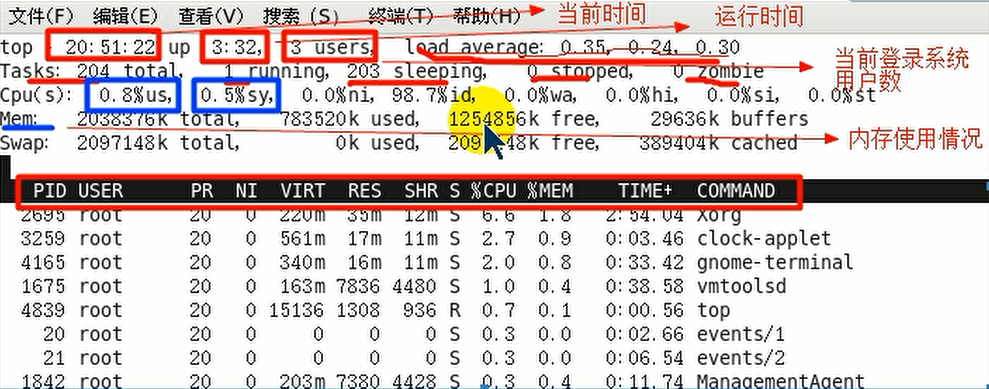 文件(F) 编辑(E) 查看(V) 搜索 (S) 终端(T) 帮助(H) 当前时间 运行时间
top - 20:51:22 up 3:32, 3 users, load average: 0.35, 0.24, 0.30
Tasks: 204 total, 1 running, 203 sleeping, 0 stopped, 0 zombie
当前登录系统
用户数
Cpu(s): 0.8%us, 0.5%sy, 0.0%ni, 98.7%id, 0.0%wa, 0.0%hi, 0.0%si, 0.0%st
Mem: 2038376k total, 783520k used, 1254856k free, 29636k buffers
内存使用情况
Swap: 2097148k total, 0k used, 2097148k free, 389404k cached
PID USER PR NI VIRT RES SHR S %CPU %MEM TIME+ COMMAND
2695 root 20 0 220m 35m 12m S 6.6 1.8 2:54.04 Xorg
3259 root 20 0 561m 17m 11m S 2.7 0.9 0:03.46 clock-applet
4165 root 20 0 340m 16m 11m S 2.0 0.8 0:33.42 gnome-terminal
1675 root 20 0 163m 7836 4480 S 1.0 0.4 0:38.58 vmtoolsd
4839 root 20 0 15136 1308 936 R 0.7 0.1 0:00.56 top
20 root 20 0 0 0 0 S 0.3 0.0 0:02.66 events/1
21 root 20 0 0 0 0 S 0.3 0.0 0:06.54 events/2
1842 root 20 0 203m 7380 4428 S 0.3 0.4 0:11.74 ManagementAgent